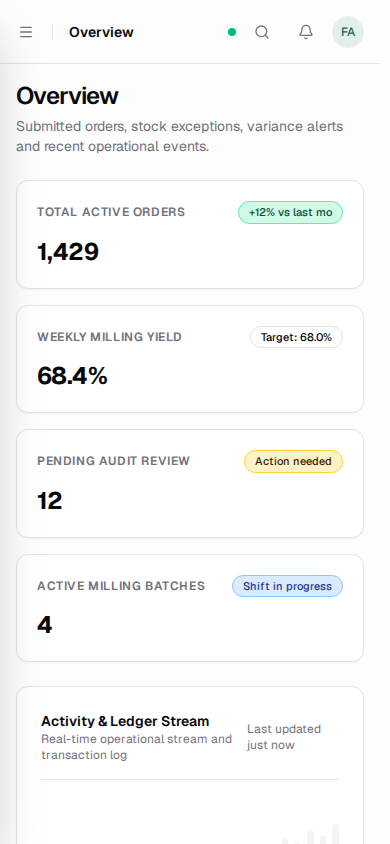 Overview
FA
Overview
Submitted orders, stock exceptions, variance alerts
and recent operational events.
TOTAL ACTIVE ORDERS
+12% vs last mo
1,429
WEEKLY MILLING YIELD
Target: 68.0%
68.4%
PENDING AUDIT REVIEW
Action needed
12
ACTIVE MILLING BATCHES
Shift in progress
4
Activity & Ledger Stream
Real-time operational stream and
transaction log
Last updated
just now